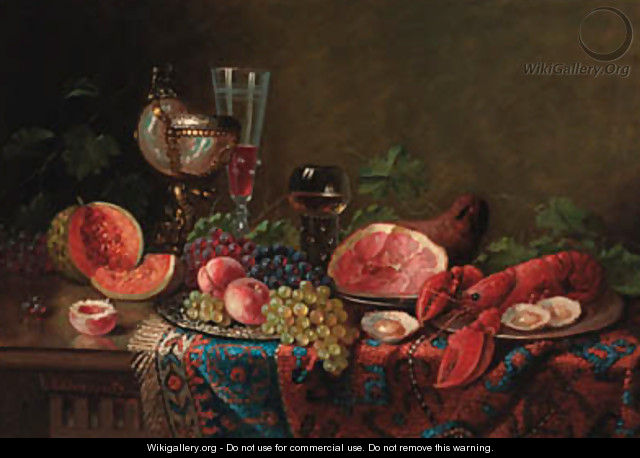 WikiGallery.Org
Wikigallery.org - Do not use for commercial use. Do not remove this warning.